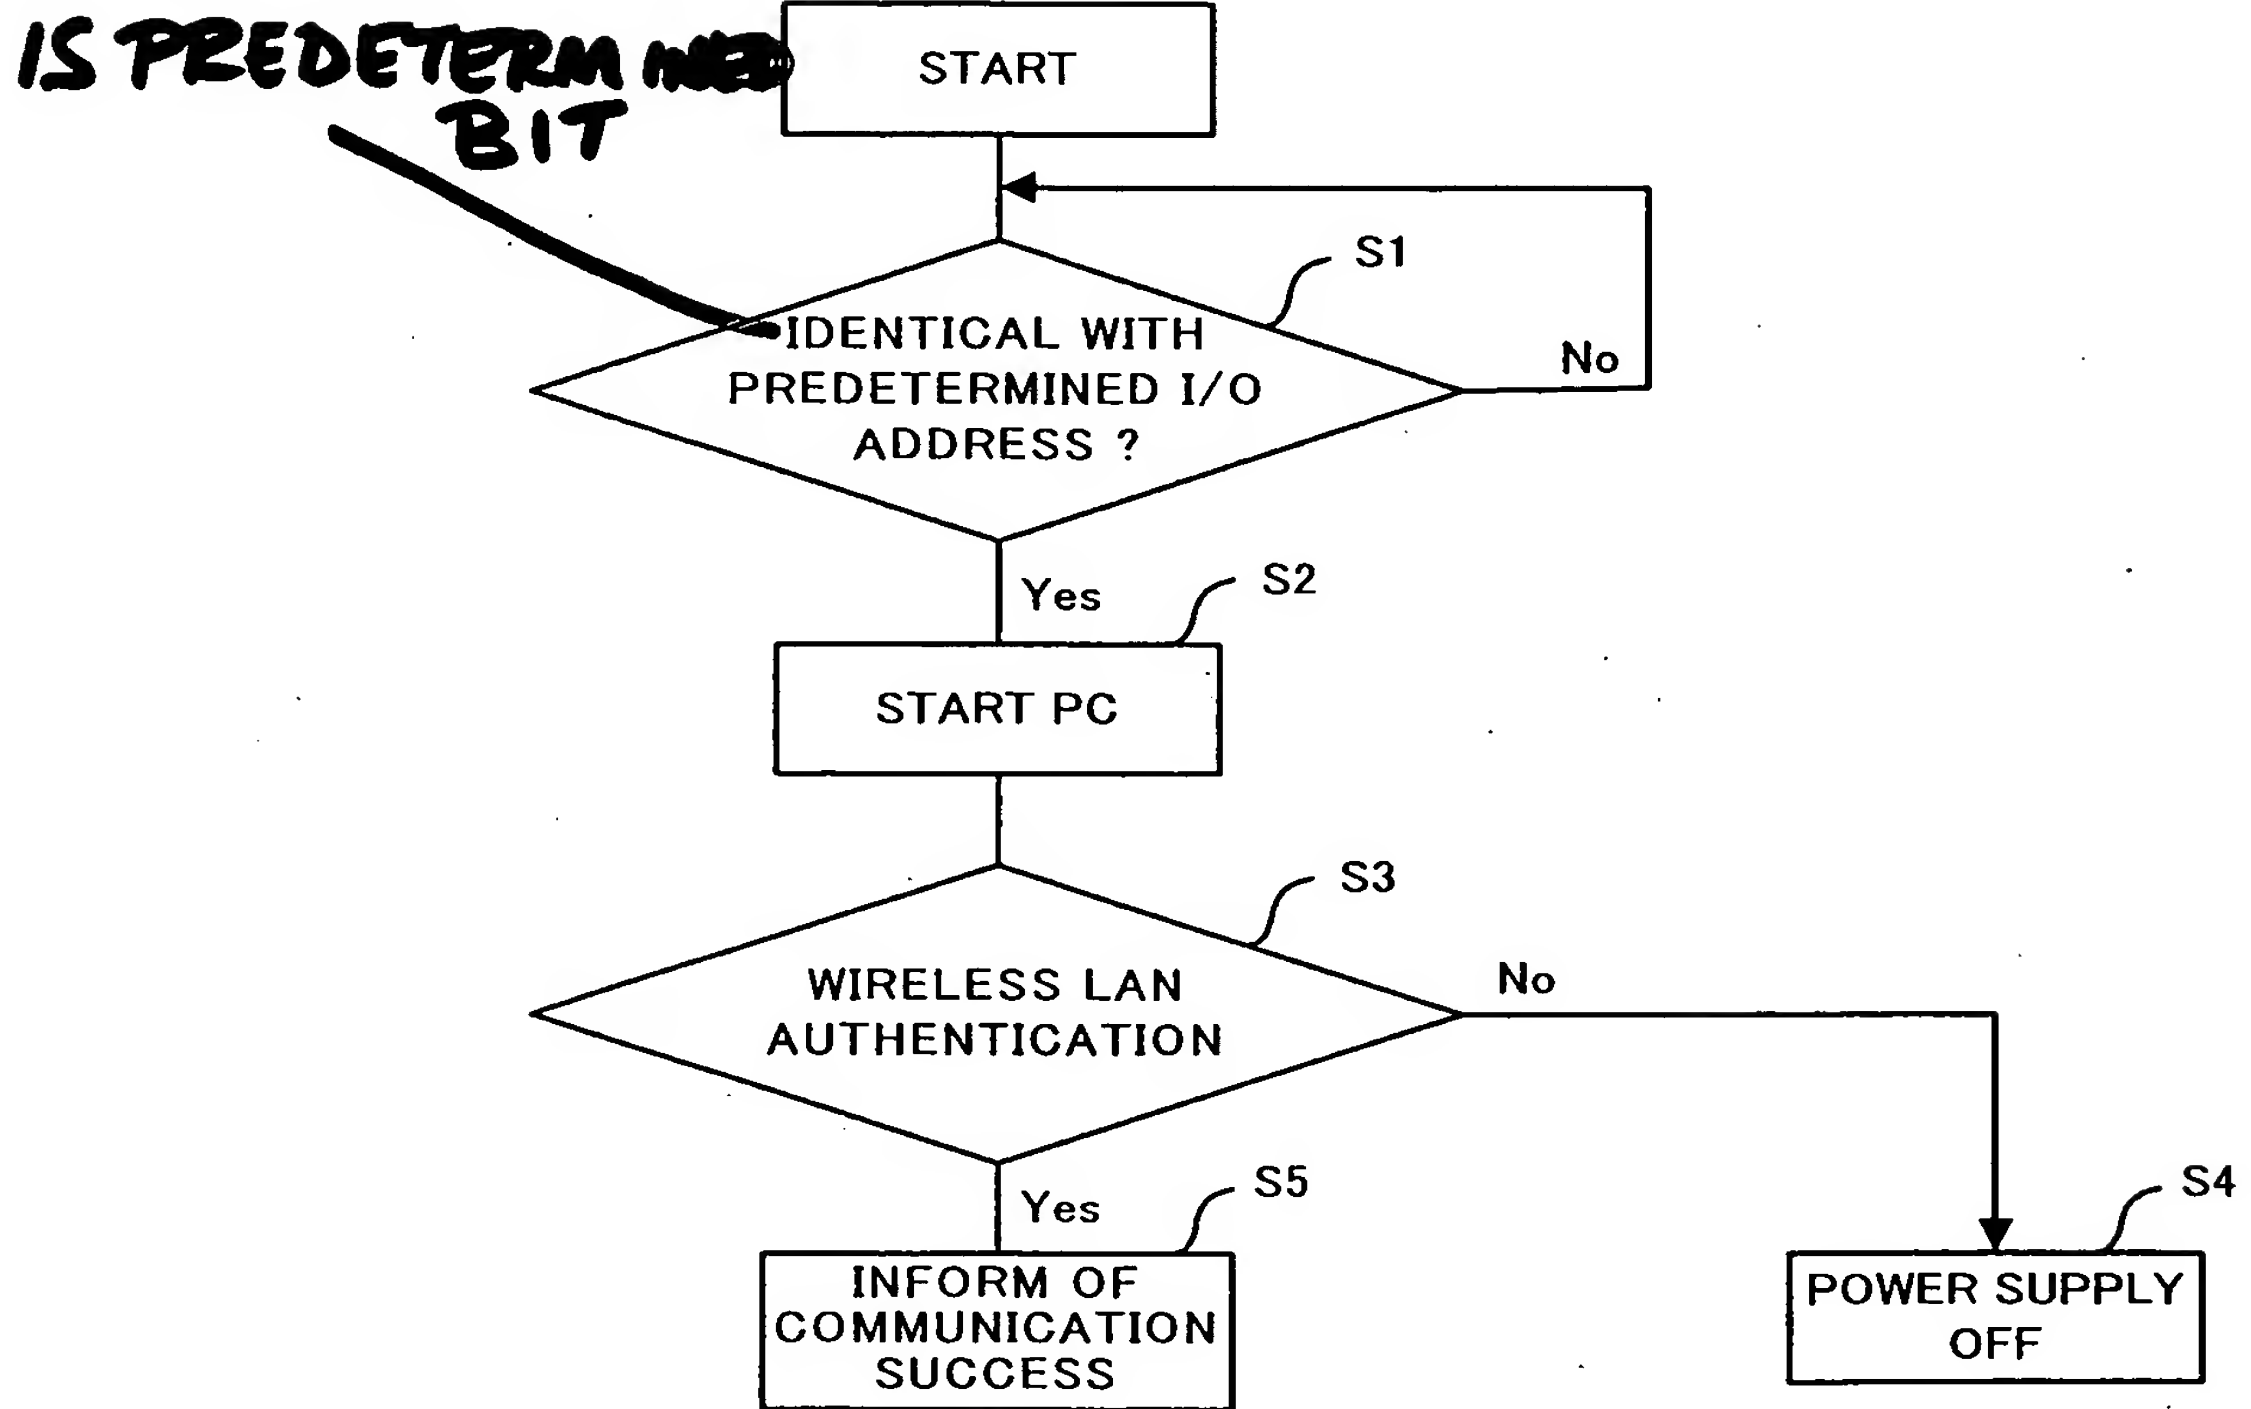 IS PREDETERMINED
BIT
START
S1
IDENTICAL WITH
PREDETERMINED I/O
ADDRESS ?
No
Yes
S2
START PC
S3
WIRELESS LAN
AUTHENTICATION
No
Yes
S5
INFORM OF
COMMUNICATION
SUCCESS
S4
POWER SUPPLY
OFF